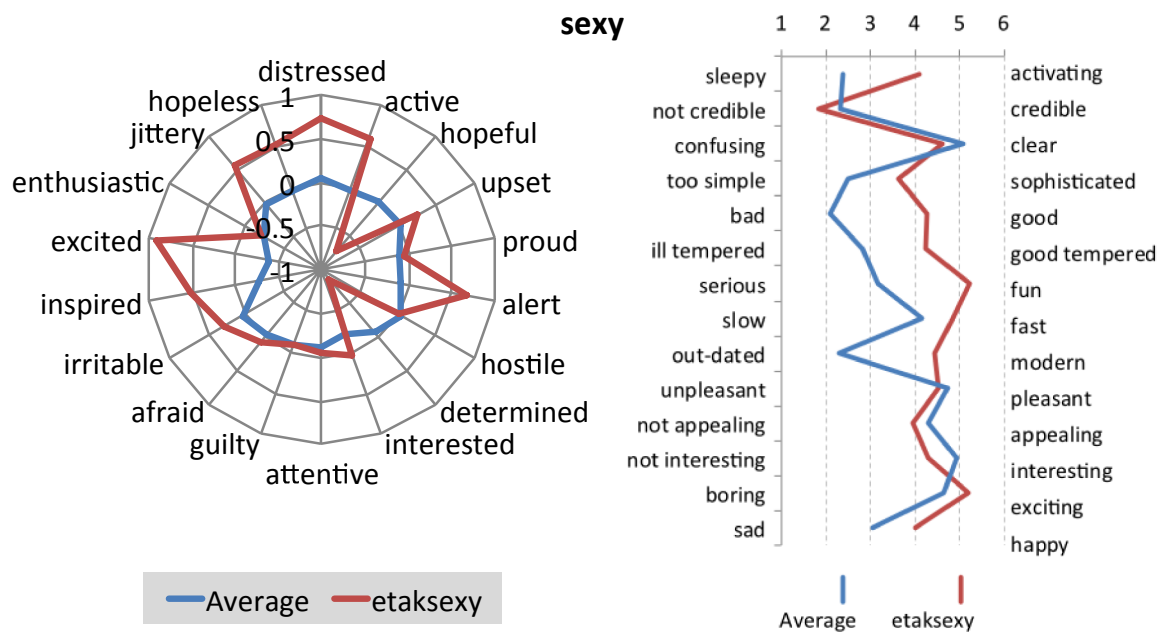 sexy
distressed
active
hopeful
upset
proud
alert
hostile
determined
interested
attentive
guilty
afraid
irritable
inspired
excited
enthusiastic
jittery
hopeless
1
0.5
0
-0.5
-1
Average
etaksexy
1 2 3 4 5 6
sleepy activating
not credible credible
confusing clear
too simple sophisticated
bad good
ill tempered good tempered
serious fun
slow fast
out-dated modern
unpleasant pleasant
not appealing appealing
not interesting interesting
boring exciting
sad happy
Average etaksexy